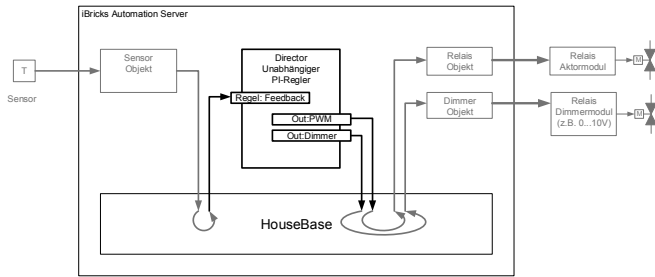 iBricks Automation Server
T
Sensor
Sensor
Objekt
Director
Unabhängiger
PI-Regler
Regel: Feedback
Out:PWM
Out:Dimmer
Relais
Objekt
Dimmer
Objekt
Relais
Aktormodul
M
Relais
Dimmermodul
(z.B. 0...10V)
M
HouseBase